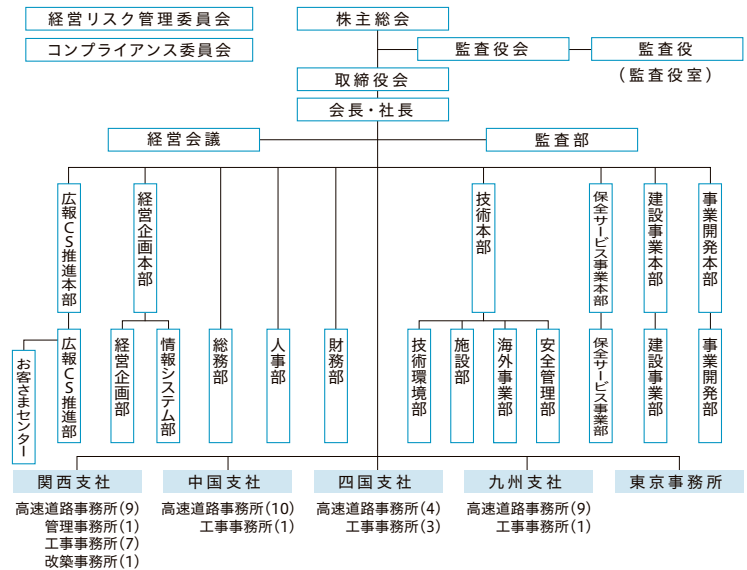 経営リスク管理委員会
株主総会
コンプライアンス委員会
監査役会
監査役
(監査役室)
取締役会
会長・社長
経営会議
監査部
広報CS推進本部
経営企画本部
技術本部
保全サービス事業本部
建設事業本部
事業開発本部
お客さまセンター
広報CS推進部
経営企画部
情報システム部
総務部
人事部
財務部
技術環境部
施設部
海外事業部
安全管理部
保全サービス事業部
建設事業部
事業開発部
関西支社
高速道路事務所(9)
管理事務所(1)
工事事務所(7)
改築事務所(1)
中国支社
高速道路事務所(10)
工事事務所(1)
四国支社
高速道路事務所(4)
工事事務所(3)
九州支社
高速道路事務所(9)
工事事務所(1)
東京事務所